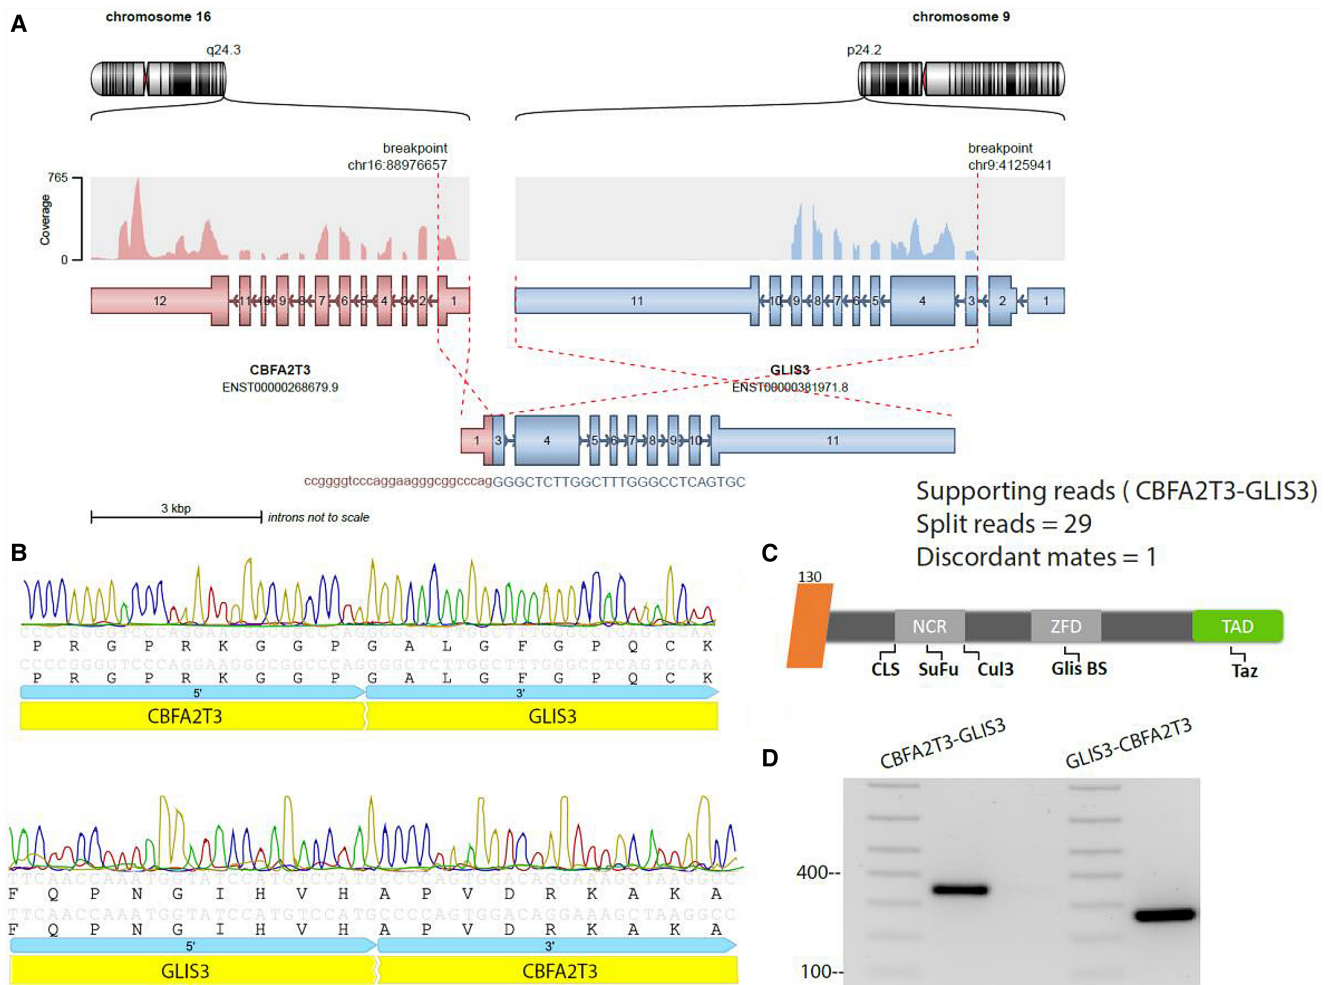 A
chromosome 16
chromosome 9
q24.3
p24.2
breakpoint
chr16:88976657
breakpoint
chr9:4125941
765
Coverage
0
12 11 10 9 8 7 6 5 4 3 2 1
11 10 9 8 7 6 5 4 3 2 1
CBFA2T3
ENST00000268679.9
GLIS3
ENST00000381971.8
1 3 4 5 6 7 8 9 10 11
ccggggtcccaggaagggcggcccagGGGCTCTTGGCTTTGGGCCTCAGTGC
3 kbp
introns not to scale
Supporting reads ( CBFA2T3-GLIS3)
Split reads = 29
Discordant mates = 1
B
P R G P R K G G P G A L G F G P Q C K
CCCCGGGGTCCCAGGAAGGGCGGCCCAGGGGCTCTTGGCTTTGGGCCTCAGTGCAA
P R G P R K G G P G A L G F G P Q C K
5' 3'
CBFA2T3 GLIS3
F Q P N G I H V H A P V D R K A K A
TTCAACCAAATGGTATCCATGTCCATGCCCCAGTGGACAGGAAAGCTAAGGCC
F Q P N G I H V H A P V D R K A K A
5' 3'
GLIS3 CBFA2T3
C
130
NCR ZFD TAD
CLS SuFu Cul3 Glis BS Taz
D
CBFA2T3-GLIS3
GLIS3-CBFA2T3
400--
100--